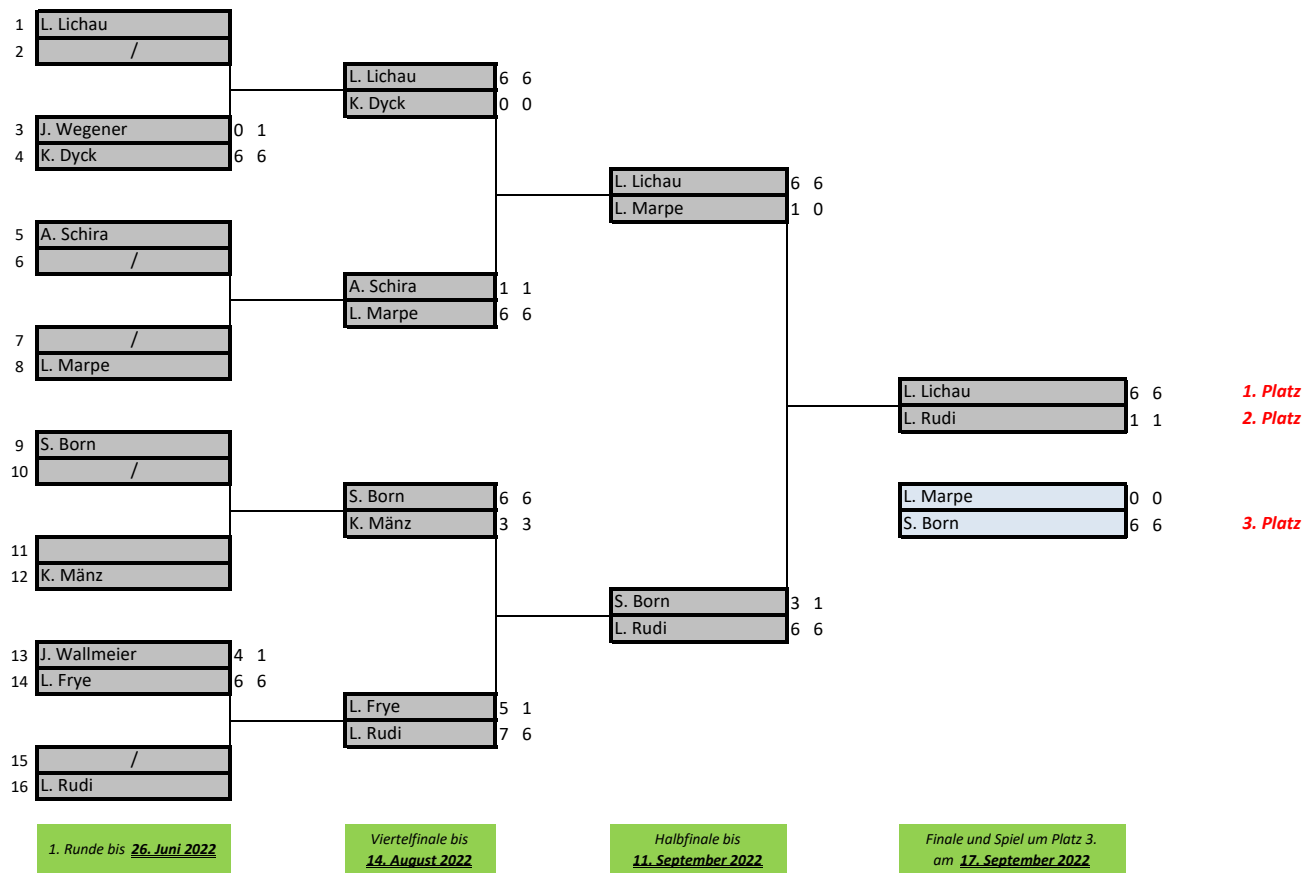 1 L. Lichau
2 /
L. Lichau 6 6
K. Dyck 0 0
3 J. Wegener 0 1
4 K. Dyck 6 6
L. Lichau 6 6
L. Marpe 1 0
5 A. Schira
6 /
A. Schira 1 1
L. Marpe 6 6
7 /
8 L. Marpe
L. Lichau 6 6 1. Platz
L. Rudi 1 1 2. Platz
9 S. Born
10 /
S. Born 6 6
K. Mänz 3 3
L. Marpe 0 0
S. Born 6 6 3. Platz
11
12 K. Mänz
S. Born 3 1
L. Rudi 6 6
13 J. Wallmeier 4 1
14 L. Frye 6 6
L. Frye 5 1
L. Rudi 7 6
15 /
16 L. Rudi
1. Runde bis 26. Juni 2022
Viertelfinale bis
14. August 2022
Halbfinale bis
11. September 2022
Finale und Spiel um Platz 3.
am 17. September 2022